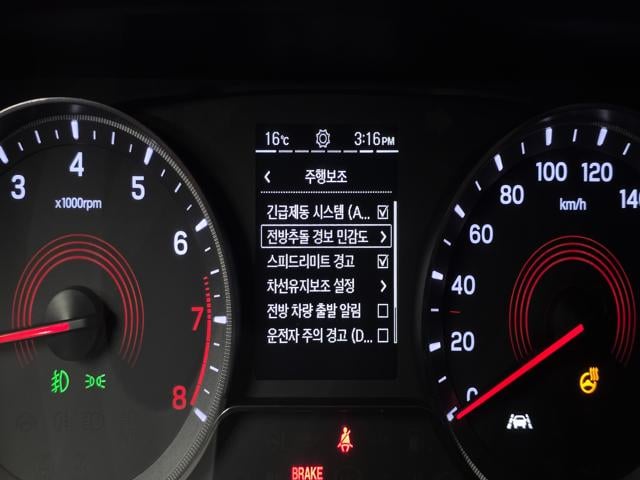 16℃ 3:16PM
주행보조
긴급제동 시스템 (A...
전방추돌 경보 민감도
스피드리미트 경고
차선유지보조 설정
전방 차량 출발 알림
운전자 주의 경고 (D...
3 4 5 6 7 8
x1000rpm
0 20 40 60 80 100 120 140
km/h
BRAKE